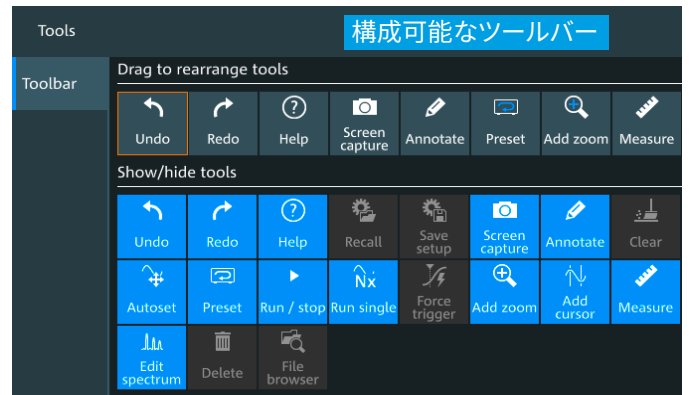 Tools
構成可能なツールバー
Toolbar
Drag to rearrange tools
Undo
Redo
Help
Screen
capture
Annotate
Preset
Add zoom
Measure
Show/hide tools
Undo
Redo
Help
Recall
Save
setup
Screen
capture
Annotate
Clear
Autoset
Preset
Run / stop
Nx
Run single
Force
trigger
Add zoom
Add
cursor
Measure
Edit
spectrum
Delete
File
browser